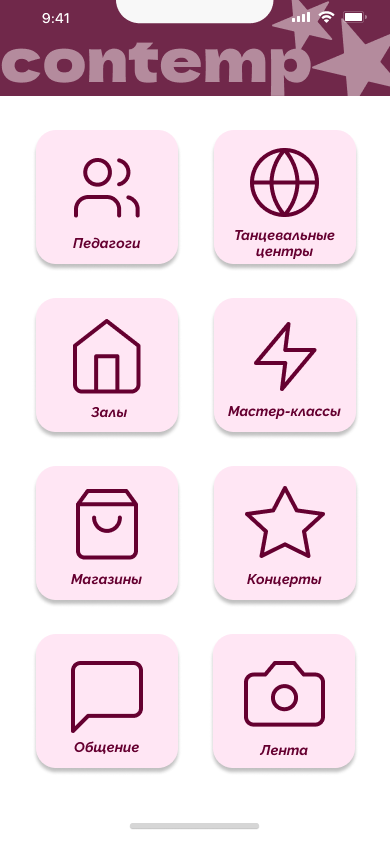 9:41
contemp
Педагоги
Танцевальные
центры
Залы
Мастер-классы
Магазины
Концерты
Общение
Лента